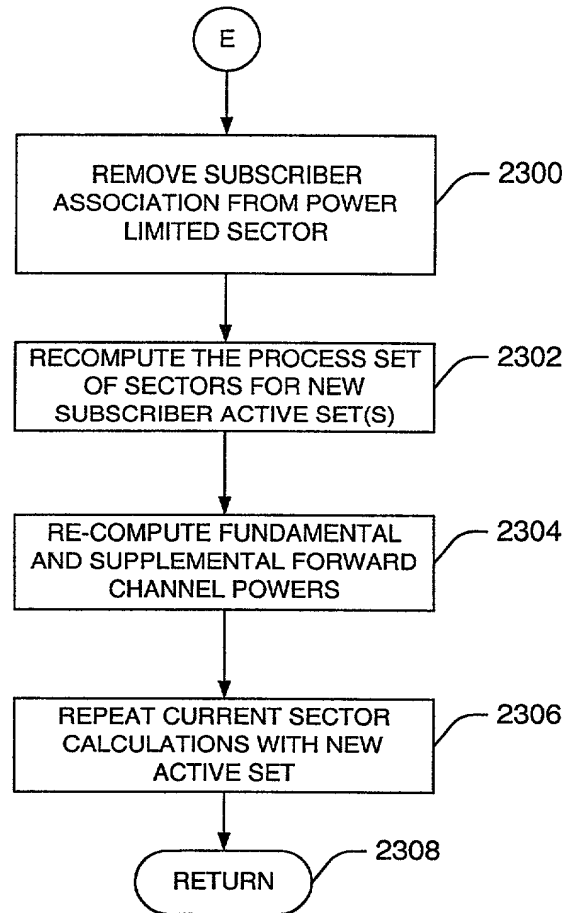 E
REMOVE SUBSCRIBER
ASSOCIATION FROM POWER
LIMITED SECTOR
2300
RECOMPUTE THE PROCESS SET
OF SECTORS FOR NEW
SUBSCRIBER ACTIVE SET(S)
2302
RE-COMPUTE FUNDAMENTAL
AND SUPPLEMENTAL FORWARD
CHANNEL POWERS
2304
REPEAT CURRENT SECTOR
CALCULATIONS WITH NEW
ACTIVE SET
2306
RETURN
2308